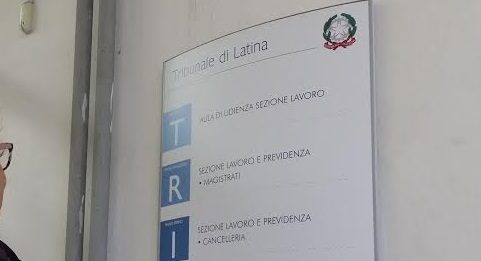 Tribunale di Latina
T
AULA DI UDIENZA SEZIONE LAVORO
R
SEZIONE LAVORO E PREVIDENZA
• MAGISTRATI
I
SEZIONE LAVORO E PREVIDENZA
• CANCELLERIA